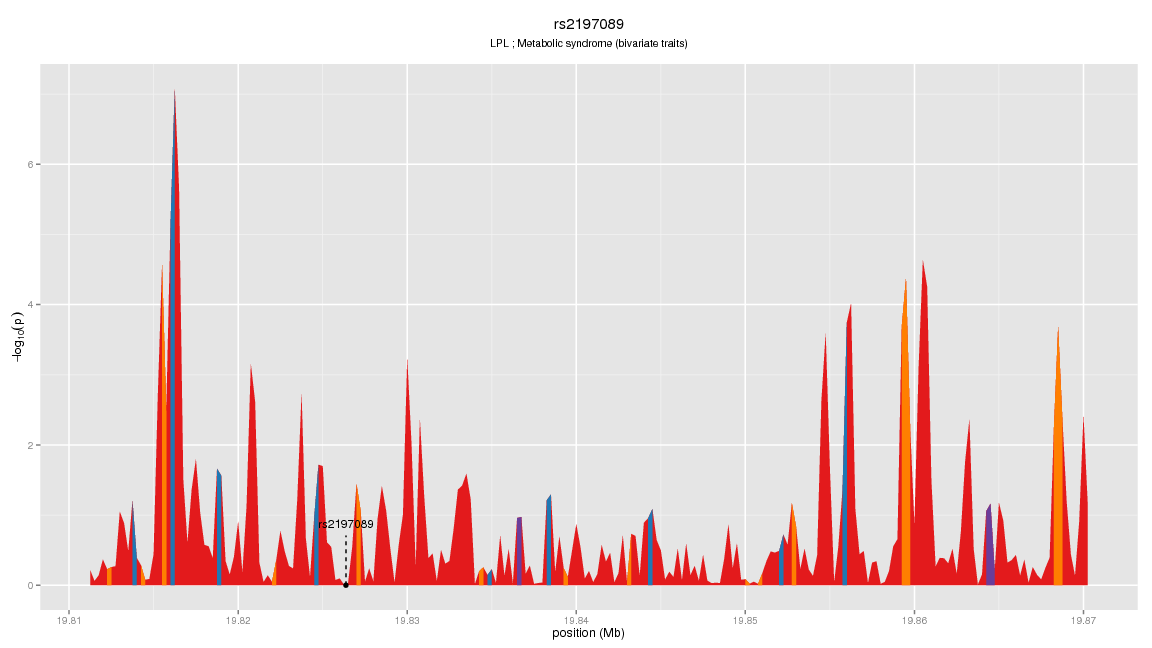 rs2197089
LPL ; Metabolic syndrome (bivariate traits)
−log10(p)
6
4
2
0
rs2197089
19.81 19.82 19.83 19.84 19.85 19.86 19.87
position (Mb)